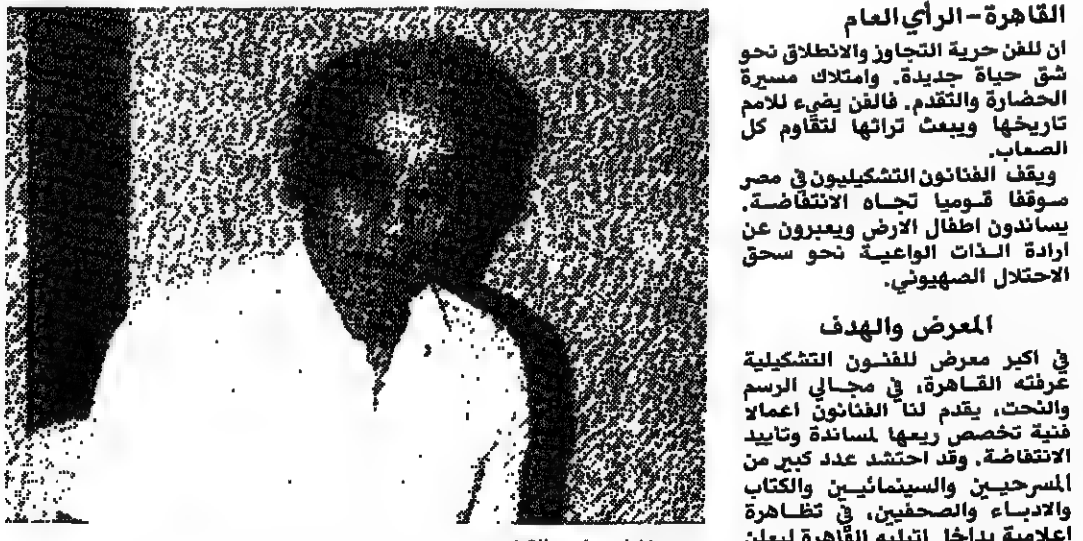 القاهرة - الرأي العام
ان للفن حرية التجاوز والانطلاق نحو
شق حياة جديدة. وامتلاك مسيرة
الحضارة والتقدم. فالفن يضيء للامم
تاريخها ويبعث تراثها لتقاوم كل
الصعاب.
ويقف الفنانون التشكيليون في مصر
موقفا قوميا تجاه الانتفاضة.
يساندون اطفال الارض ويعبرون عن
ارادة الذات الواعية نحو سحق
الاحتلال الصهيوني.
المعرض والهدف
في اكبر معرض للفنون التشكيلية
عرفته القاهرة، في مجالي الرسم
والنحت، يقدم لنا الفنانون اعمالا
فنية تخصص ريعها لمساندة وتاييد
الانتفاضة. وقد احتشد عدد كبير من
المسرحيين والسينمائيين والكتاب
والادباء والصحفيين، في تظاهرة
اعلامية بداخل اتيليه القاهرة ليعلن